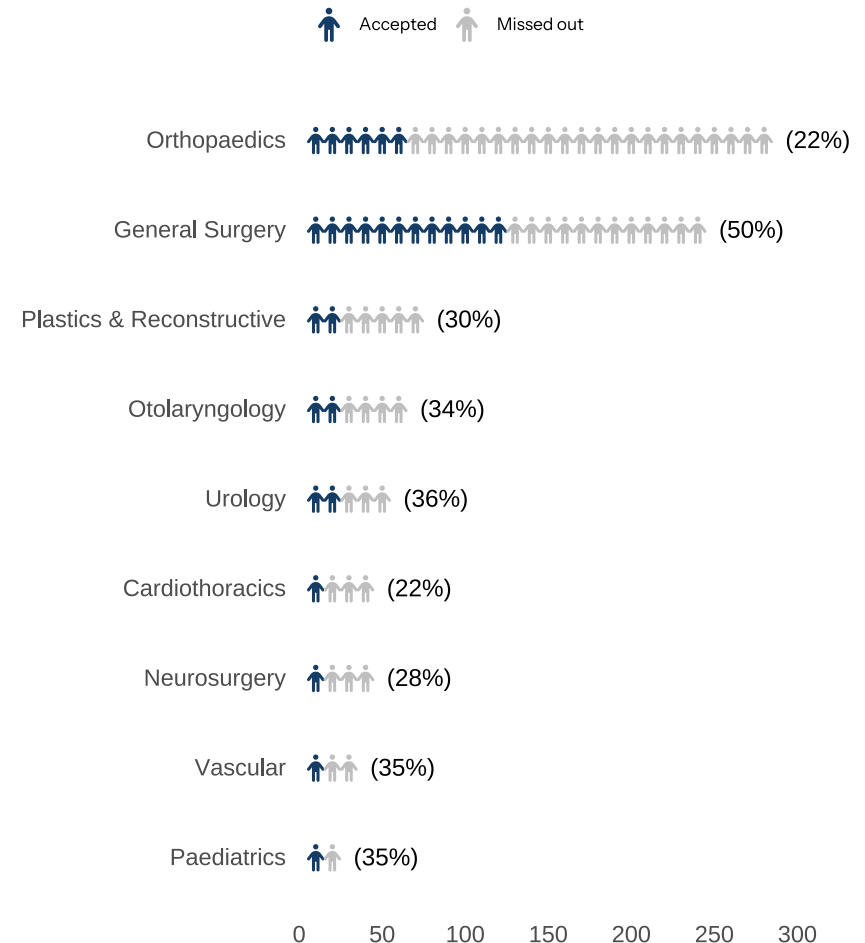 Accepted Missed out
Orthopaedics (22%)
General Surgery (50%)
Plastics & Reconstructive (30%)
Otolaryngology (34%)
Urology (36%)
Cardiothoracics (22%)
Neurosurgery (28%)
Vascular (35%)
Paediatrics (35%)
0 50 100 150 200 250 300